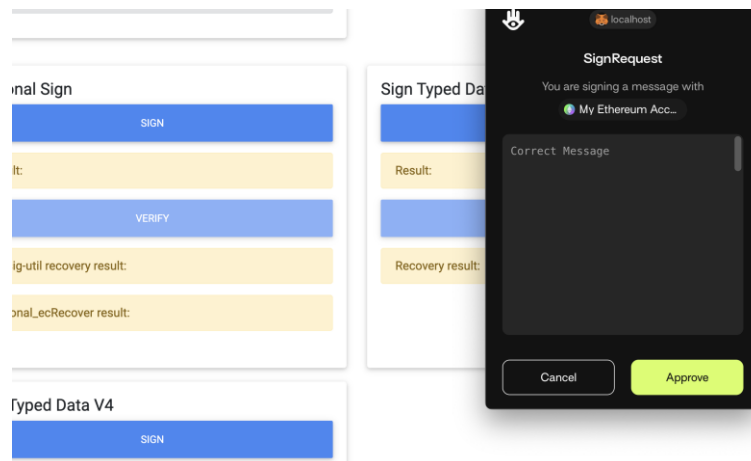 onal Sign
SIGN
lt:
VERIFY
ig-util recovery result:
onal_ecRecover result:
Typed Data V4
SIGN
Sign Typed Da
Result:
Recovery result:
localhost
SignRequest
You are signing a message with
My Ethereum Acc...
Correct Message
Cancel
Approve